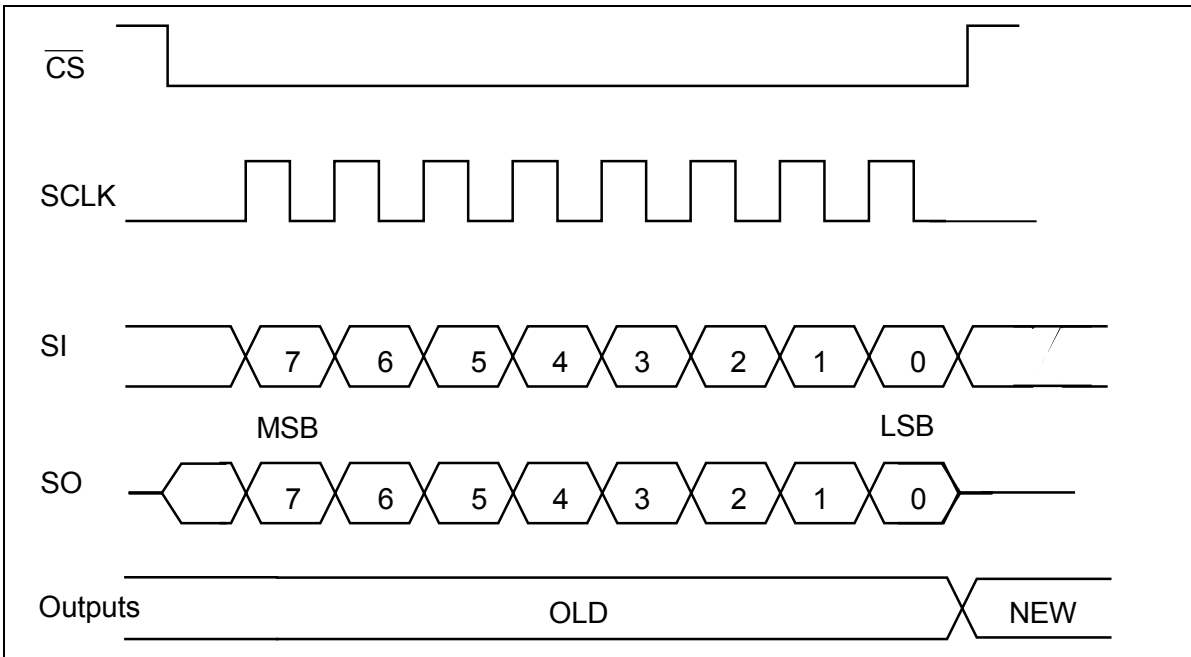 C̅S̅
SCLK
SI 7 6 5 4 3 2 1 0
MSB LSB
SO 7 6 5 4 3 2 1 0
Outputs OLD NEW